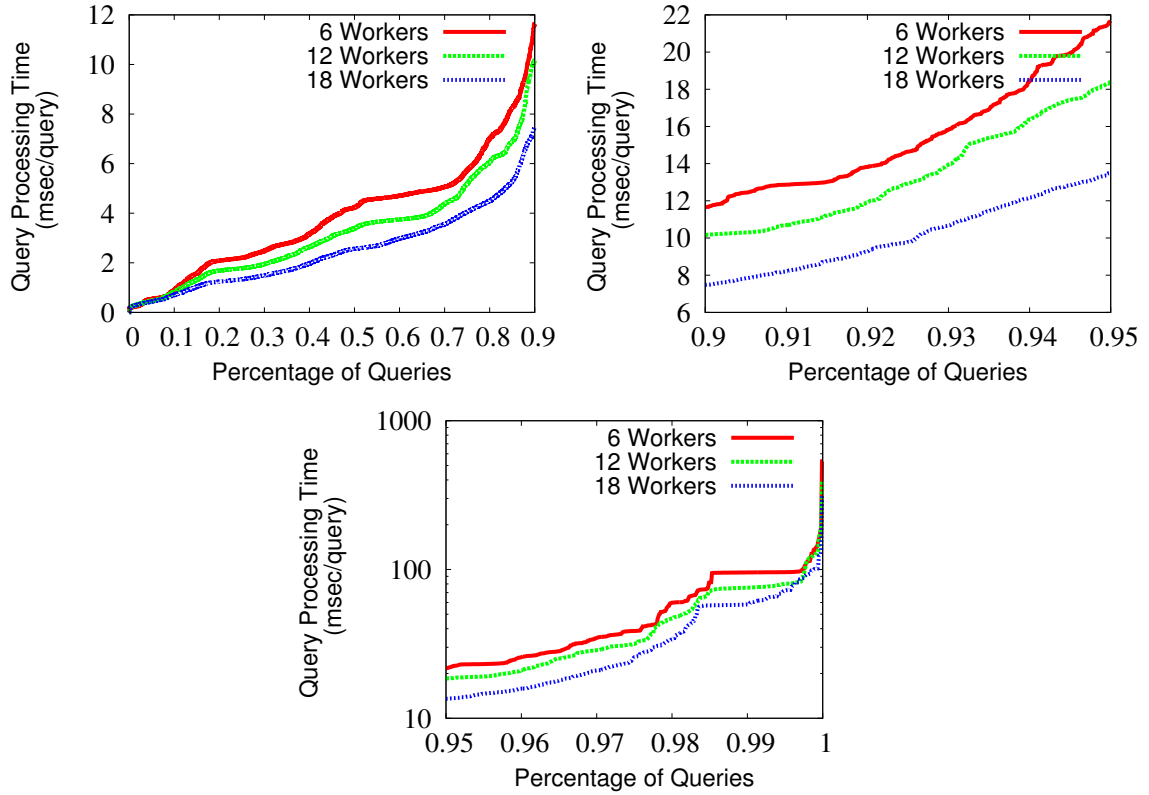 12
10
8
6
4
2
0
Query Processing Time
(msec/query)
6 Workers
12 Workers
18 Workers
0 0.1 0.2 0.3 0.4 0.5 0.6 0.7 0.8 0.9
Percentage of Queries
22
20
18
16
14
12
10
8
6
Query Processing Time
(msec/query)
6 Workers
12 Workers
18 Workers
0.9 0.91 0.92 0.93 0.94 0.95
Percentage of Queries
1000
100
10
Query Processing Time
(msec/query)
6 Workers
12 Workers
18 Workers
0.95 0.96 0.97 0.98 0.99 1
Percentage of Queries